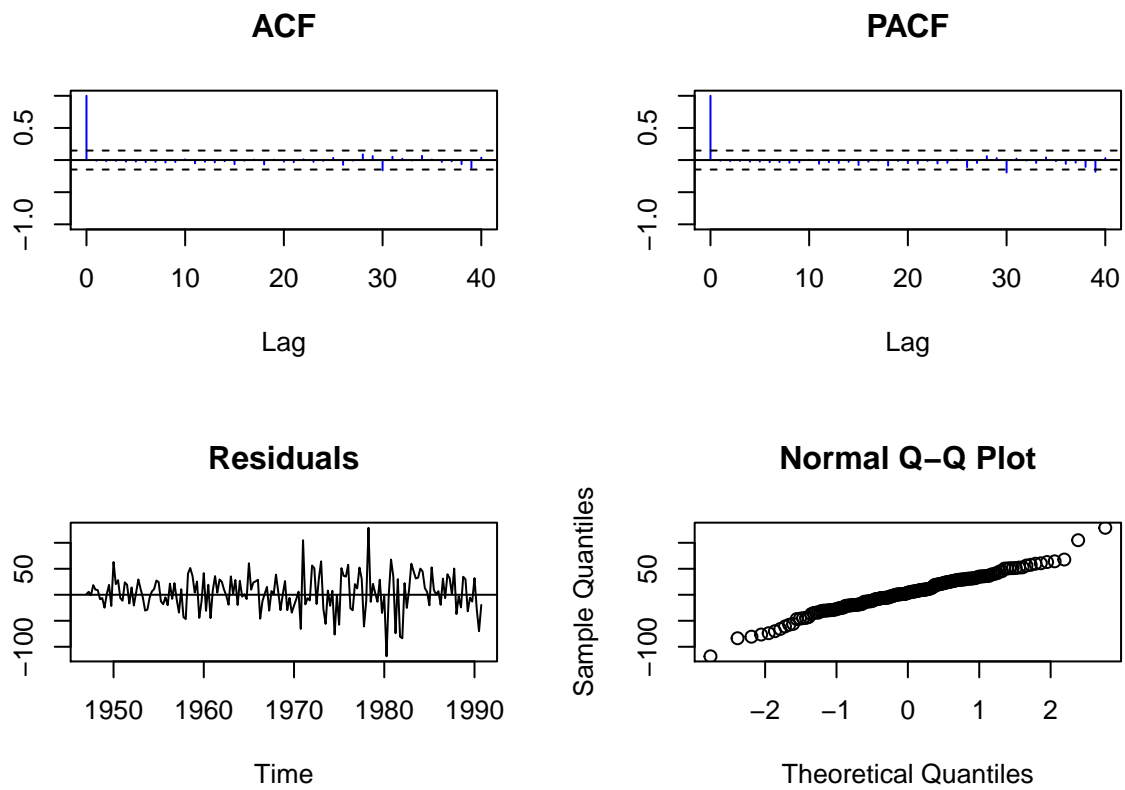 ACF
0.5
−1.0
0 10 20 30 40
Lag
PACF
0.5
−1.0
0 10 20 30 40
Lag
Residuals
50
−100
1950 1960 1970 1980 1990
Time
Normal Q−Q Plot
Sample Quantiles
50
−100
−2 −1 0 1 2
Theoretical Quantiles